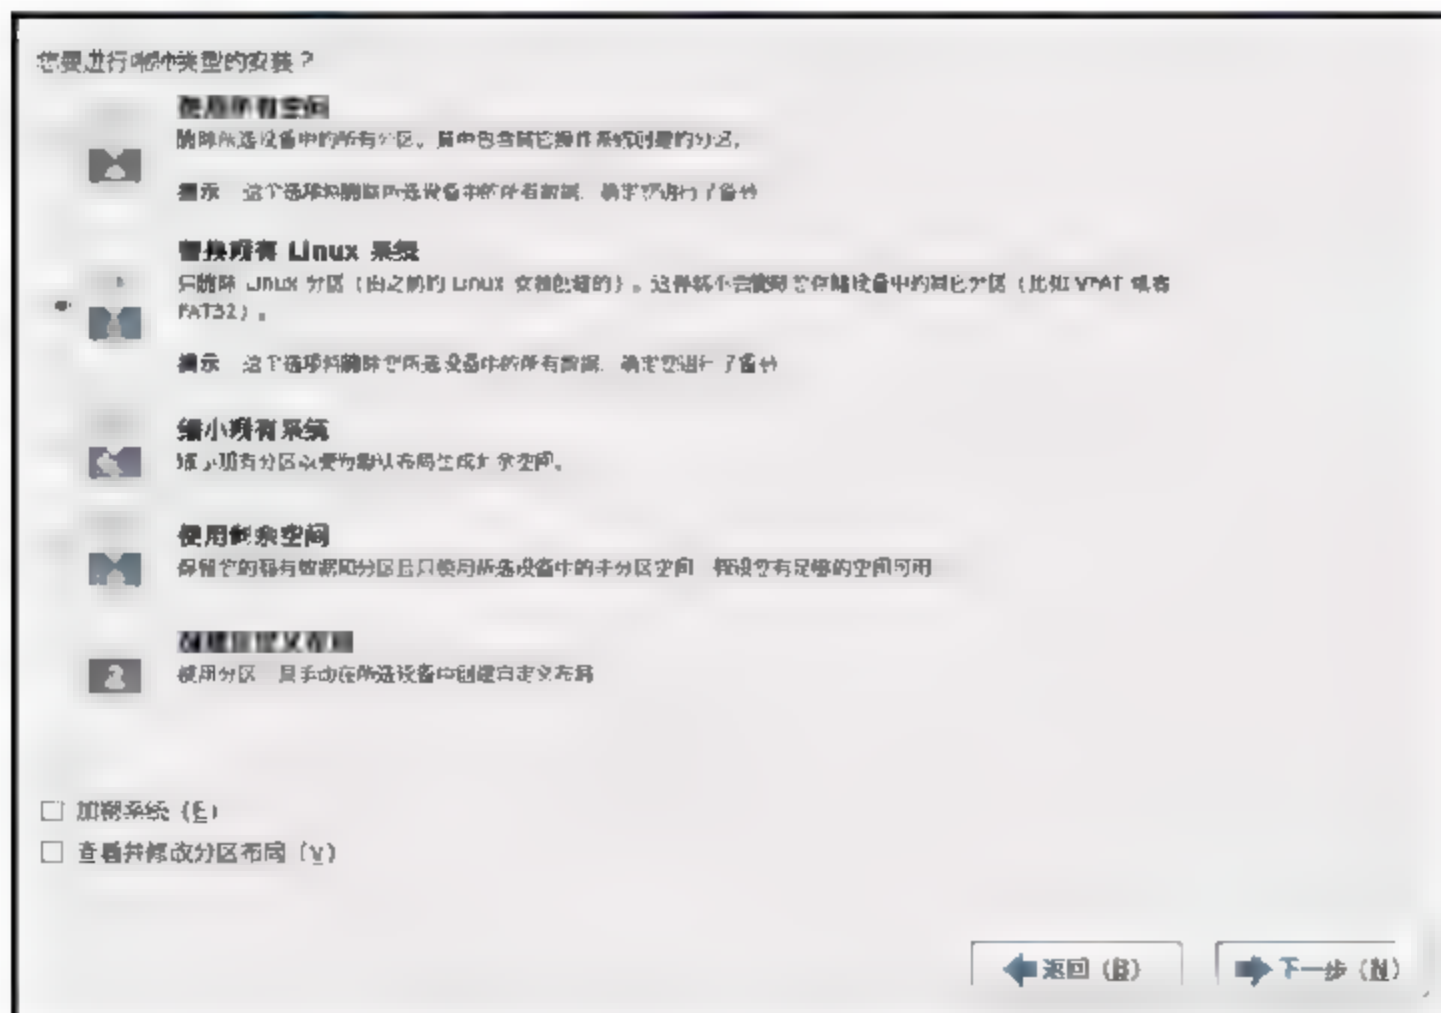 您要进行哪种类型的安装？
使用所有空间
删除所选设备中的所有分区。其中包含其它操作系统创建的分区。
提示 这个选项将删除所选设备中的所有数据 确定您进行了备份
替换现有 Linux 系统
只删除 Linux 分区（由之前的 Linux 安装创建的）。这样就不会删除您存储设备中的其它分区（比如 VFAT 或者
FAT32）。
提示 这个选项将删除您所选设备中的所有数据 确定您进行了备份
缩小现有系统
缩小现有分区以便为默认布局生成剩余空间。
使用剩余空间
保留您的现有数据和分区且只使用所选设备中的未分区空间 假设您有足够的空间可用
创建自定义布局
使用分区 具手动在所选设备中创建自定义布局
加密系统 (E)
查看并修改分区布局 (V)
返回 (B)
下一步 (N)